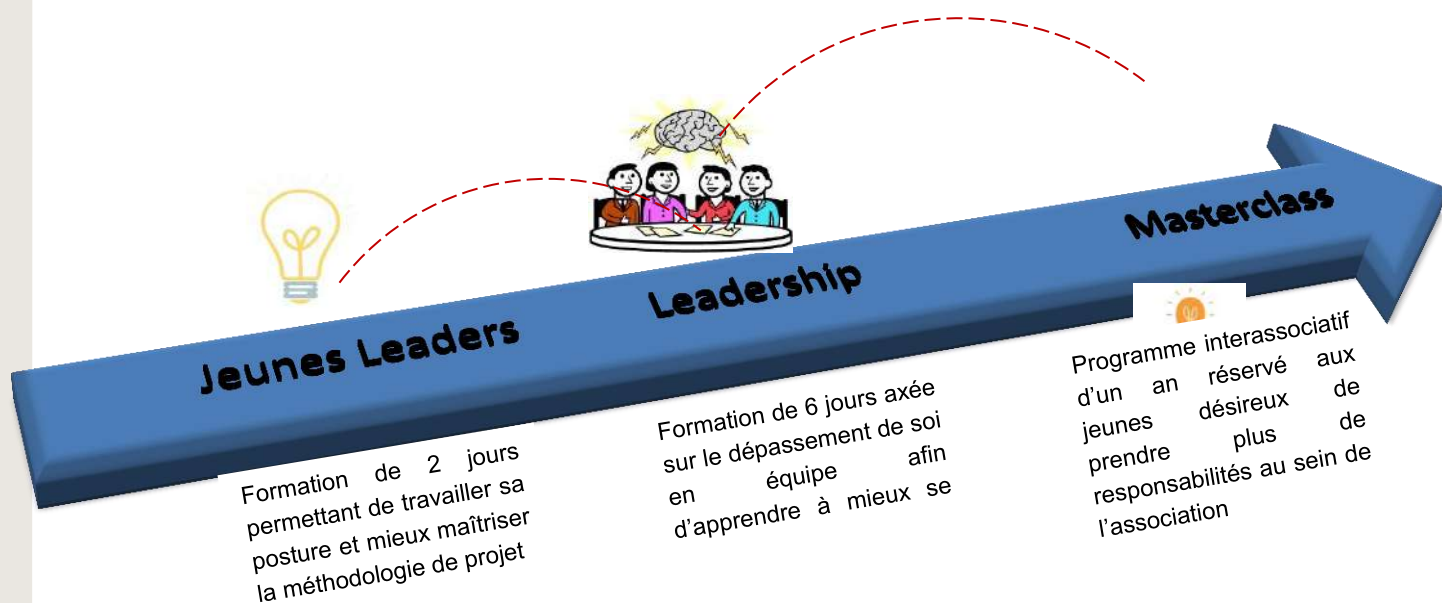 Jeunes Leaders
Leadership
Masterclass
Formation de 2 jours
permettant de travailler sa
posture et mieux maîtriser
la méthodologie de projet
Formation de 6 jours axée
sur le dépassement de soi
en équipe afin
d’apprendre à mieux se
Programme interassociatif
d’un an réservé aux
jeunes désireux de
prendre plus de
responsabilités au sein de
l’association